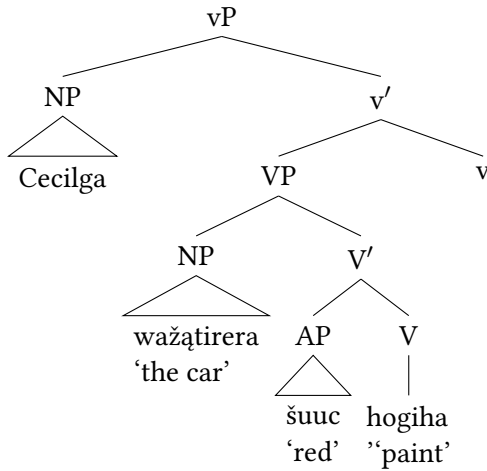 vP
NP v′
Cecilga VP v
NP V′
wažątirera AP V
‘the car’
šuuc hogiha
‘red’ ’‘paint’